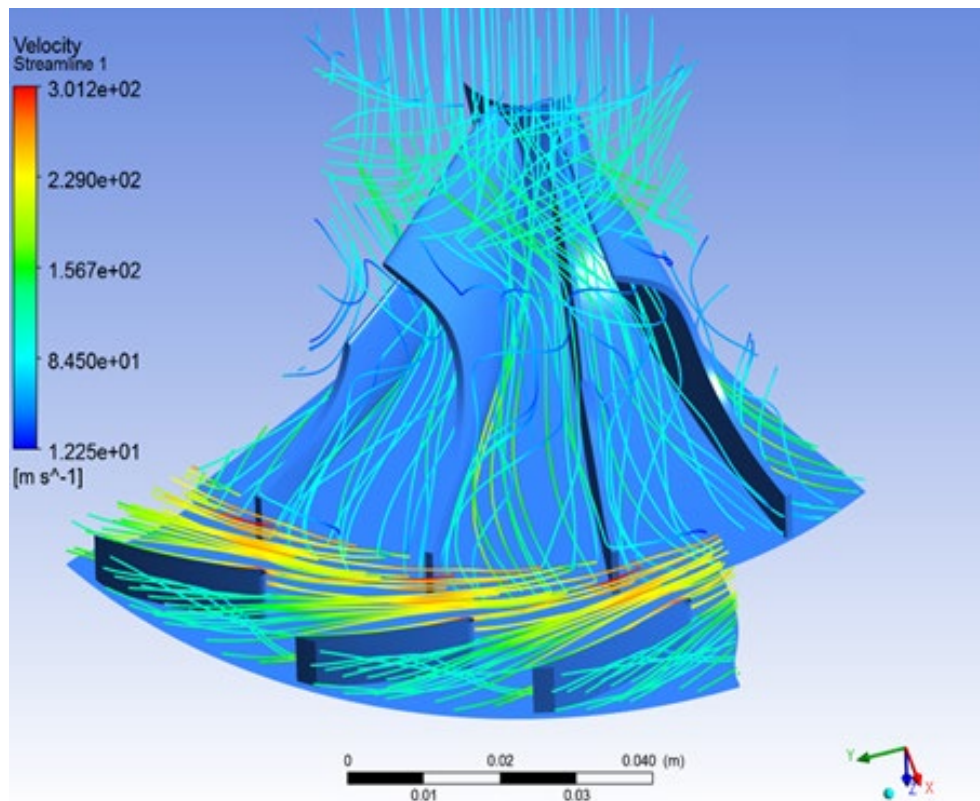 Velocity
Streamline 1
3.012e+02
2.290e+02
1.567e+02
8.450e+01
1.225e+01
[m s^-1]
0 0.02 0.040 (m)
0.01 0.03
Y
Z
X